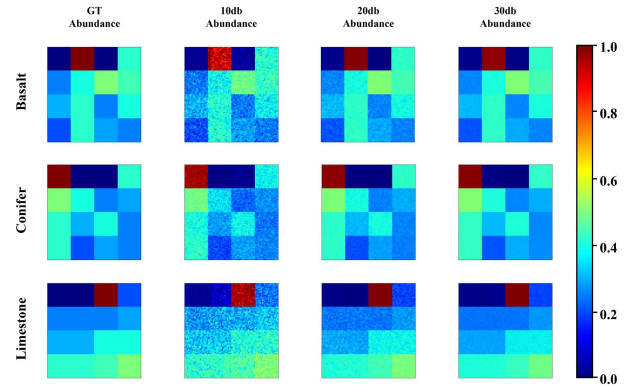 GT
Abundance
10db
Abundance
20db
Abundance
30db
Abundance
Basalt
Conifer
Limestone
1.0
0.8
0.6
0.4
0.2
0.0